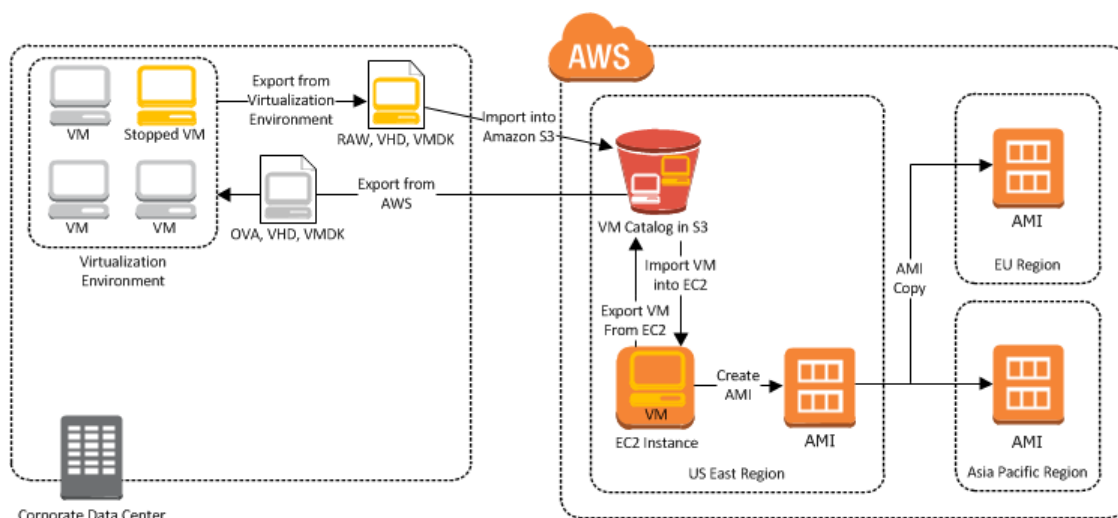 AWS
VM
Stopped VM
Export from
Virtualization
Environment
RAW, VHD, VMDK
Import into
Amazon S3
VM
VM
OVA, VHD, VMDK
Export from
AWS
Virtualization
Environment
VM Catalog in S3
Import VM
into EC2
Export VM
From EC2
VM
EC2 Instance
Create
AMI
AMI
US East Region
AMI
Copy
AMI
EU Region
AMI
Asia Pacific Region
Corporate Data Center